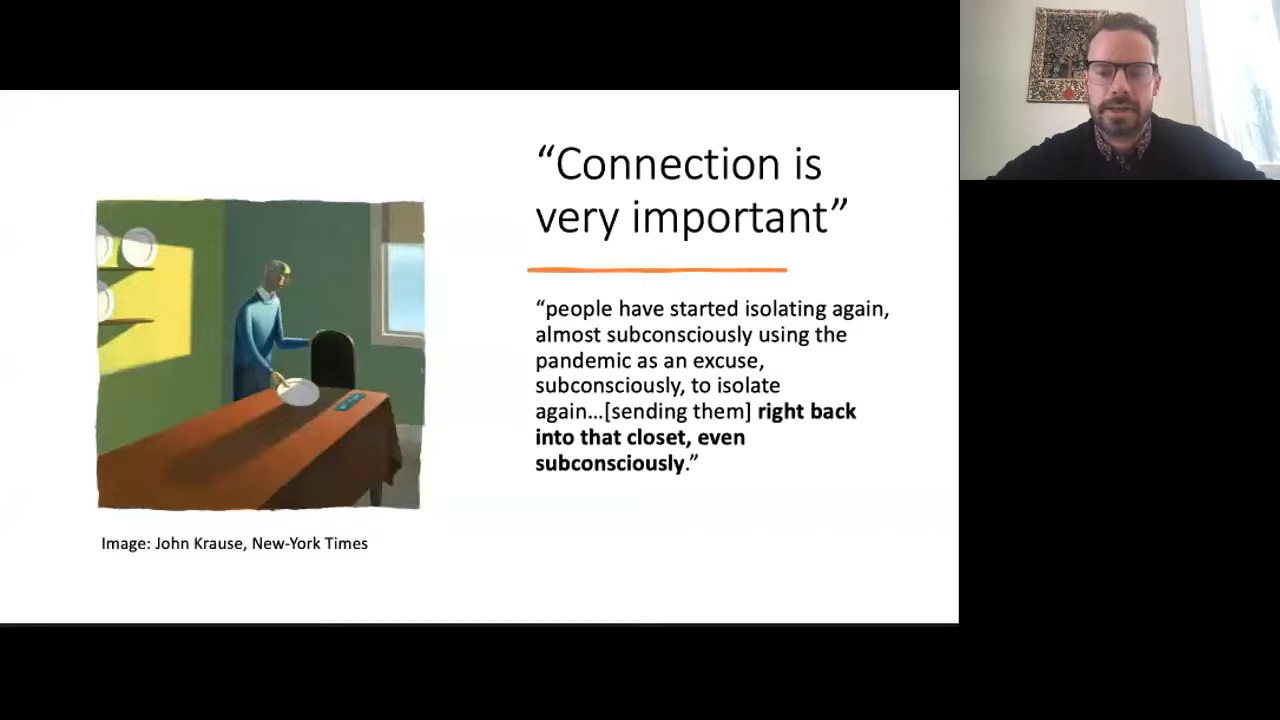 “Connection is
very important”
“people have started isolating again,
almost subconsciously using the
pandemic as an excuse,
subconsciously, to isolate
again…[sending them] right back
into that closet, even
subconsciously.”
Image: John Krause, New-York Times